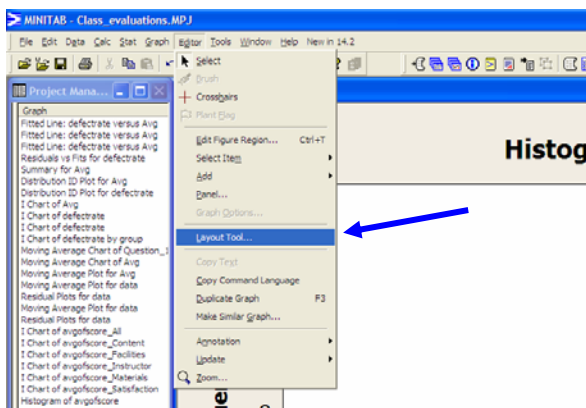 MINITAB - Class_evaluations.MPJ
File Edit Data Calc Stat Graph Editor Tools Window Help New in 14.2
Project Mana...
Graph
Fitted Line: defectrate versus Avg
Fitted Line: defectrate versus Avg
Fitted Line: defectrate versus Avg
Residuals vs Fits for defectrate
Summary for Avg
Distribution ID Plot for Avg
Distribution ID Plot for defectrate
I Chart of Avg
I Chart of defectrate
I Chart of defectrate
I Chart of defectrate by group
Moving Average Chart of Question_1
Moving Average Chart of Avg
Moving Average Plot for Avg
Moving Average Plot for data
Residual Plots for data
Moving Average Plot for data
Residual Plots for data
I Chart of avgofscore_All
I Chart of avgofscore_Content
I Chart of avgofscore_Facilities
I Chart of avgofscore_Instructor
I Chart of avgofscore_Materials
I Chart of avgofscore_Satisfaction
Histogram of avgofscore
Select
Brush
Crosshairs
Plant Flag
Edit Figure Region... Ctrl+T
Select Item
Add
Panel...
Graph Options...
Layout Tool...
Copy Text
Copy Command Language
Duplicate Graph F3
Make Similar Graph...
Annotation
Update
Zoom...
Histog